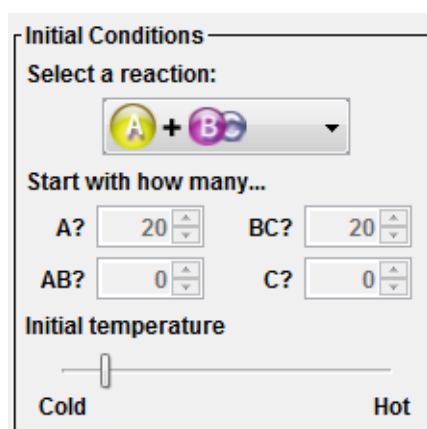 Initial Conditions
Select a reaction:
A + BC
Start with how many...
A? 20 BC? 20
AB? 0 C? 0
Initial temperature
Cold Hot